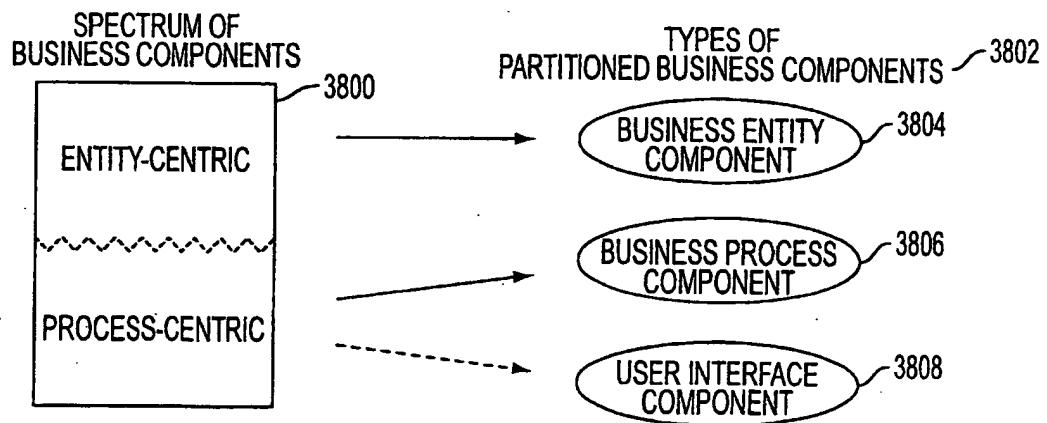 SPECTRUM OF
BUSINESS COMPONENTS
3800
ENTITY-CENTRIC
PROCESS-CENTRIC
TYPES OF
PARTITIONED BUSINESS COMPONENTS
3802
BUSINESS ENTITY
COMPONENT
3804
BUSINESS PROCESS
COMPONENT
3806
USER INTERFACE
COMPONENT
3808